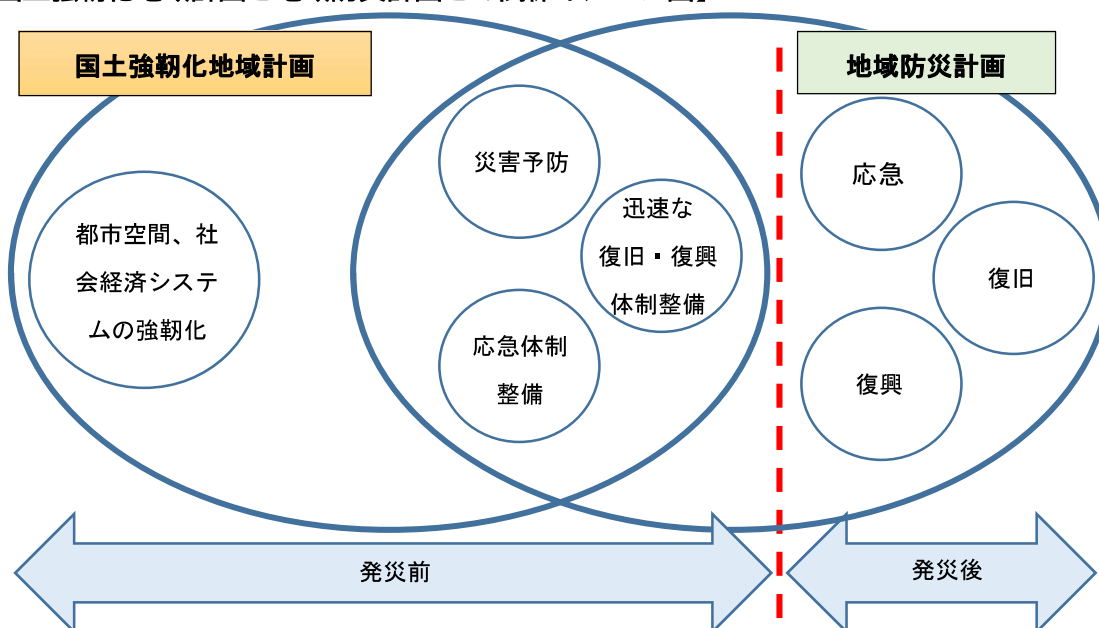 国土強靭化地域計画
地域防災計画
災害予防
応急
迅速な
復旧・復興
体制整備
都市空間、社
会経済システ
ムの強靭化
復旧
応急体制
整備
復興
発災前
発災後